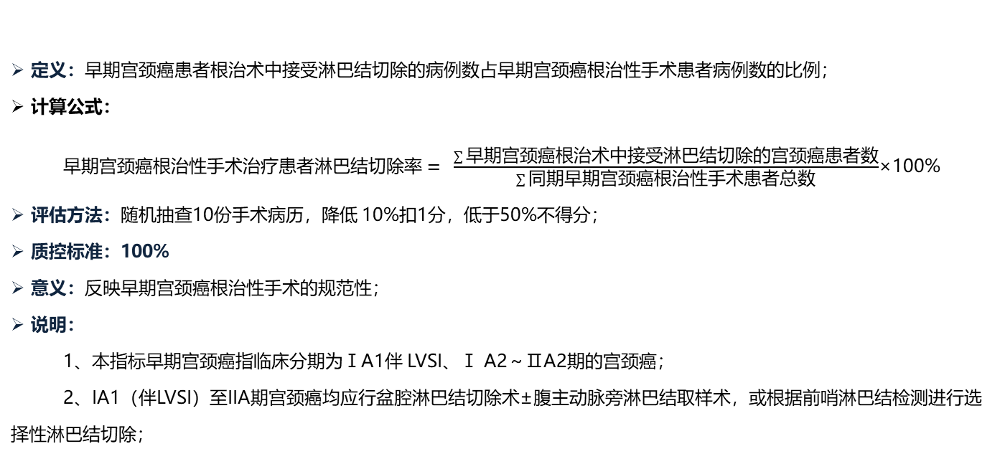 ➢ 定义：早期宫颈癌患者根治术中接受淋巴结切除的病例数占早期宫颈癌根治性手术患者病例数的比例；
➢ 计算公式：
早期宫颈癌根治性手术治疗患者淋巴结切除率 = ∑早期宫颈癌根治术中接受淋巴结切除的宫颈癌患者数
∑同期早期宫颈癌根治性手术患者总数 ×100%
➢ 评估方法：随机抽查10份手术病历，降低 10%扣1分，低于50%不得分；
➢ 质控标准：100%
➢ 意义：反映早期宫颈癌根治性手术的规范性；
➢ 说明：
1、本指标早期宫颈癌指临床分期为ⅠA1伴 LVSI、Ⅰ A2～ⅡA2期的宫颈癌；
2、IA1（伴LVSI）至IIA期宫颈癌均应行盆腔淋巴结切除术±腹主动脉旁淋巴结取样术，或根据前哨淋巴结检测进行选
择性淋巴结切除；